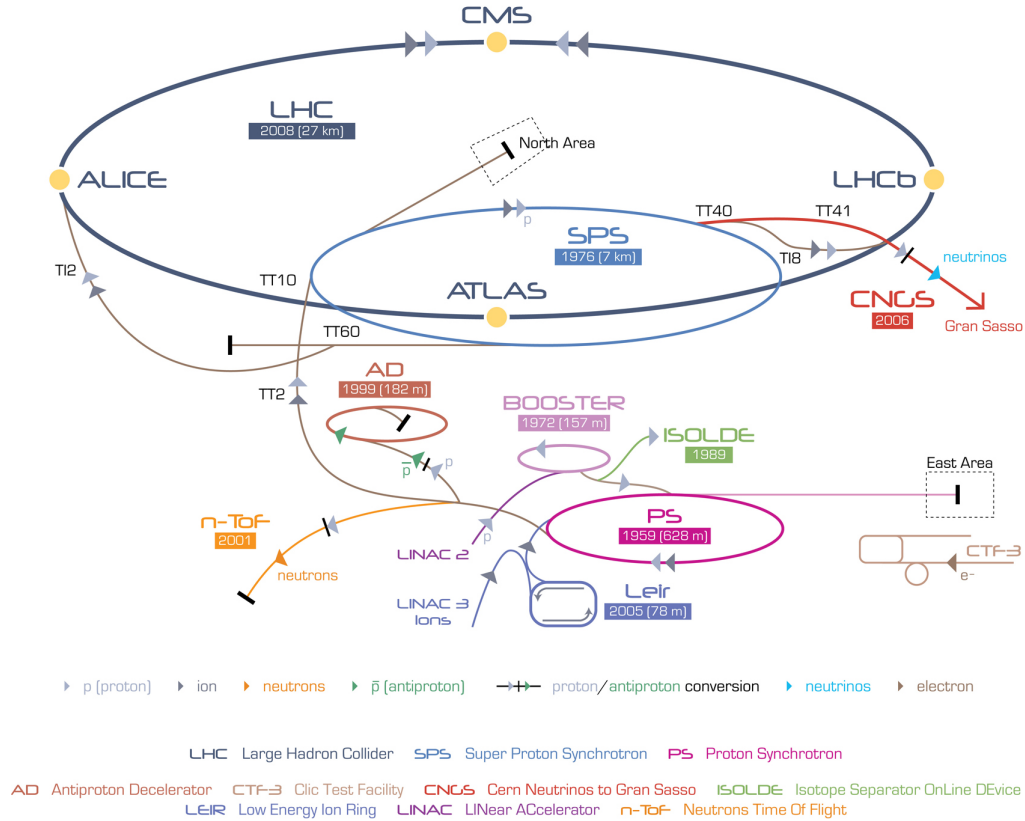 CMS
LHC
2008 (27 km)
North Area
ALICE
LHCb
TT40
TT41
p
SPS
1976 (7 km)
TI8
neutrinos
TI2
TT10
ATLAS
CNGS
2006
Gran Sasso
TT60
AD
1999 (182 m)
TT2
BOOSTER
1972 (157 m)
ISOLDE
1989
p̅
p
East Area
n-ToF
2001
PS
1959 (628 m)
LINAC 2
p
neutrons
CTF-3
e-
LINAC 3
Ions
Leir
2005 (78 m)
p (proton)
ion
neutrons
p̅ (antiproton)
proton/antiproton conversion
neutrinos
electron
LHC Large Hadron Collider
SPS Super Proton Synchrotron
PS Proton Synchrotron
AD Antiproton Decelerator
CTF-3 Clic Test Facility
CNGS Cern Neutrinos to Gran Sasso
ISOLDE Isotope Separator OnLine DEvice
LEIR Low Energy Ion Ring
LINAC LINear ACcelerator
n-ToF Neutrons Time Of Flight